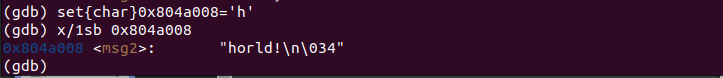 (gdb) set{char}0x804a008='h'
(gdb) x/1sb 0x804a008
0x804a008 <msg2>:        "horld!\n\034"
(gdb)